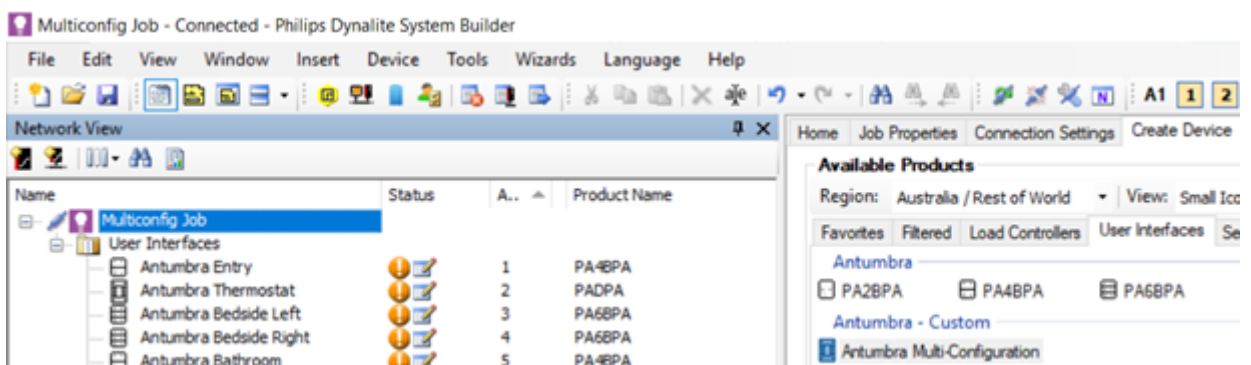 Multiconfig Job - Connected - Philips Dynalite System Builder
File Edit View Window Insert Device Tools Wizards Language Help
A1 1 2
Network View
Home Job Properties Connection Settings Create Device
Available Products
Name Status A.. Product Name
Region: Australia / Rest of World View: Small Ico
Multiconfig Job
Favorites Filtered Load Controllers User Interfaces Se
User Interfaces
Antumbra
Antumbra Entry 1 PA4BPA
PA2BPA PA4BPA PA6BPA
Antumbra Thermostat 2 PADPA
Antumbra Bedside Left 3 PA6BPA
Antumbra - Custom
Antumbra Bedside Right 4 PA6BPA
Antumbra Multi-Configuration
Antumbra Bathroom 5 PA4BPA